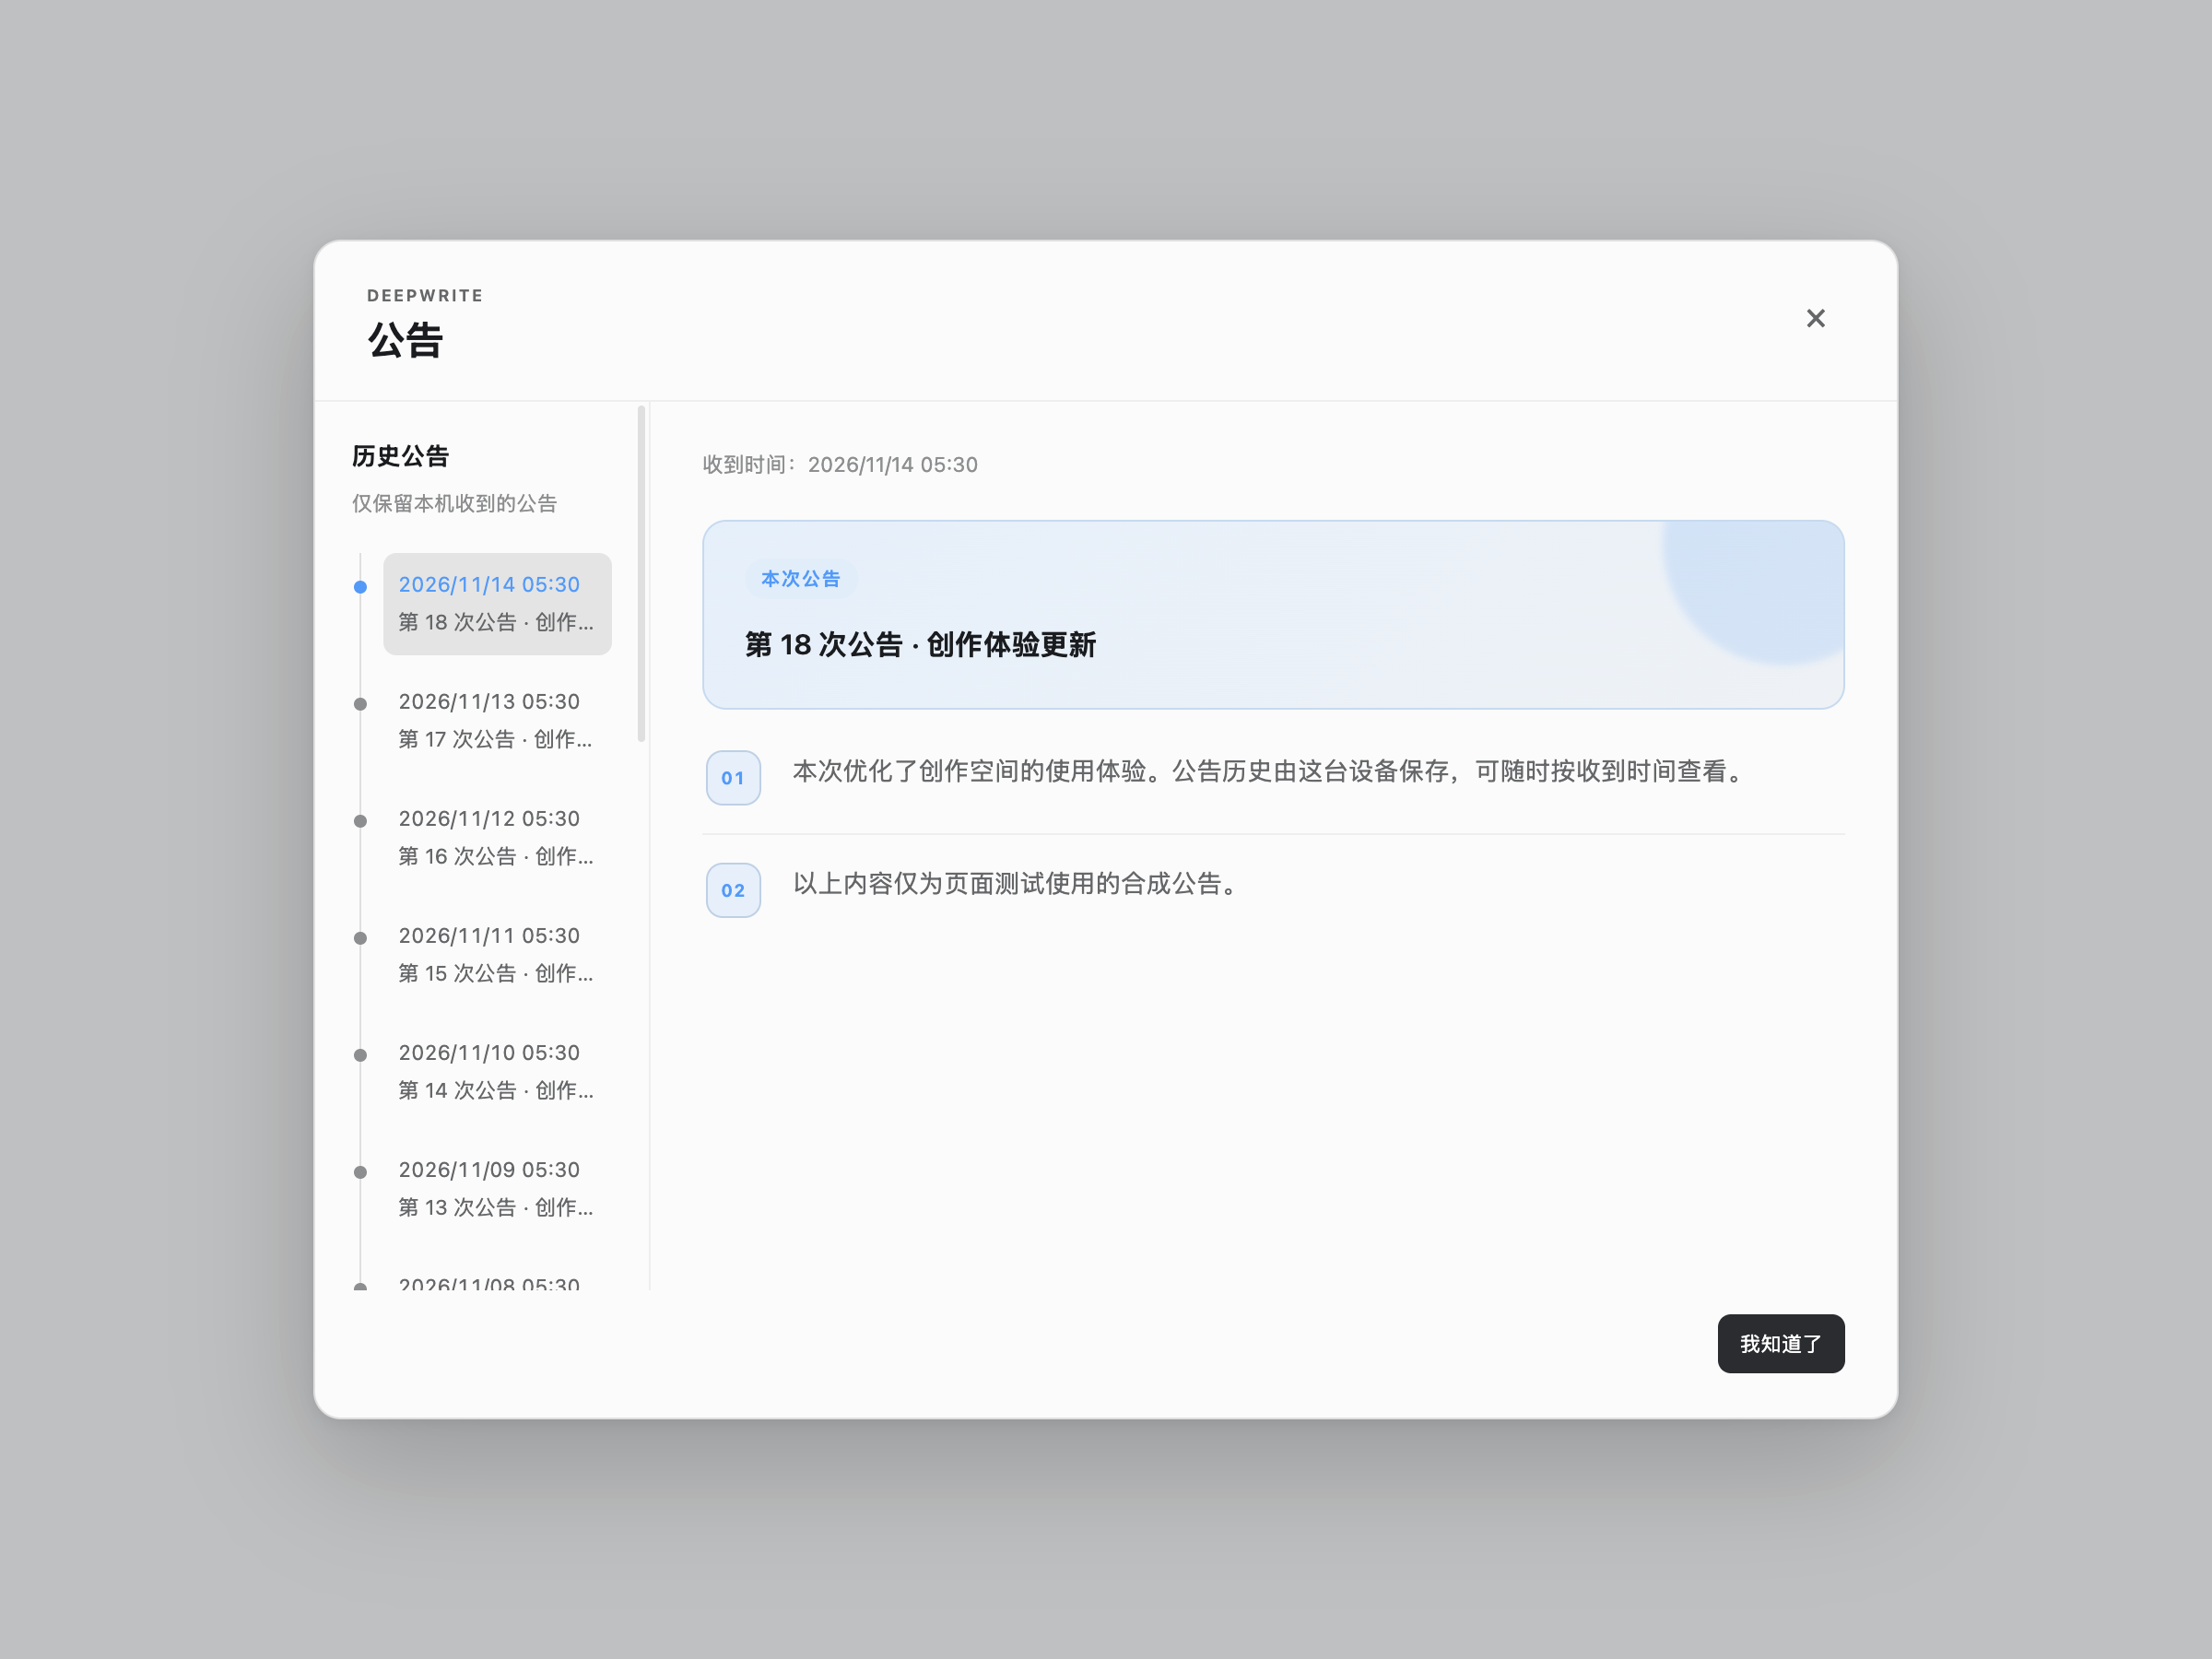 DEEPWRITE
公告
历史公告
仅保留本机收到的公告
2026/11/14 05:30
第 18 次公告 · 创作...
2026/11/13 05:30
第 17 次公告 · 创作...
2026/11/12 05:30
第 16 次公告 · 创作...
2026/11/11 05:30
第 15 次公告 · 创作...
2026/11/10 05:30
第 14 次公告 · 创作...
2026/11/09 05:30
第 13 次公告 · 创作...
2026/11/08 05:30
收到时间：2026/11/14 05:30
本次公告
第 18 次公告 · 创作体验更新
01
本次优化了创作空间的使用体验。公告历史由这台设备保存，可随时按收到时间查看。
02
以上内容仅为页面测试使用的合成公告。
我知道了